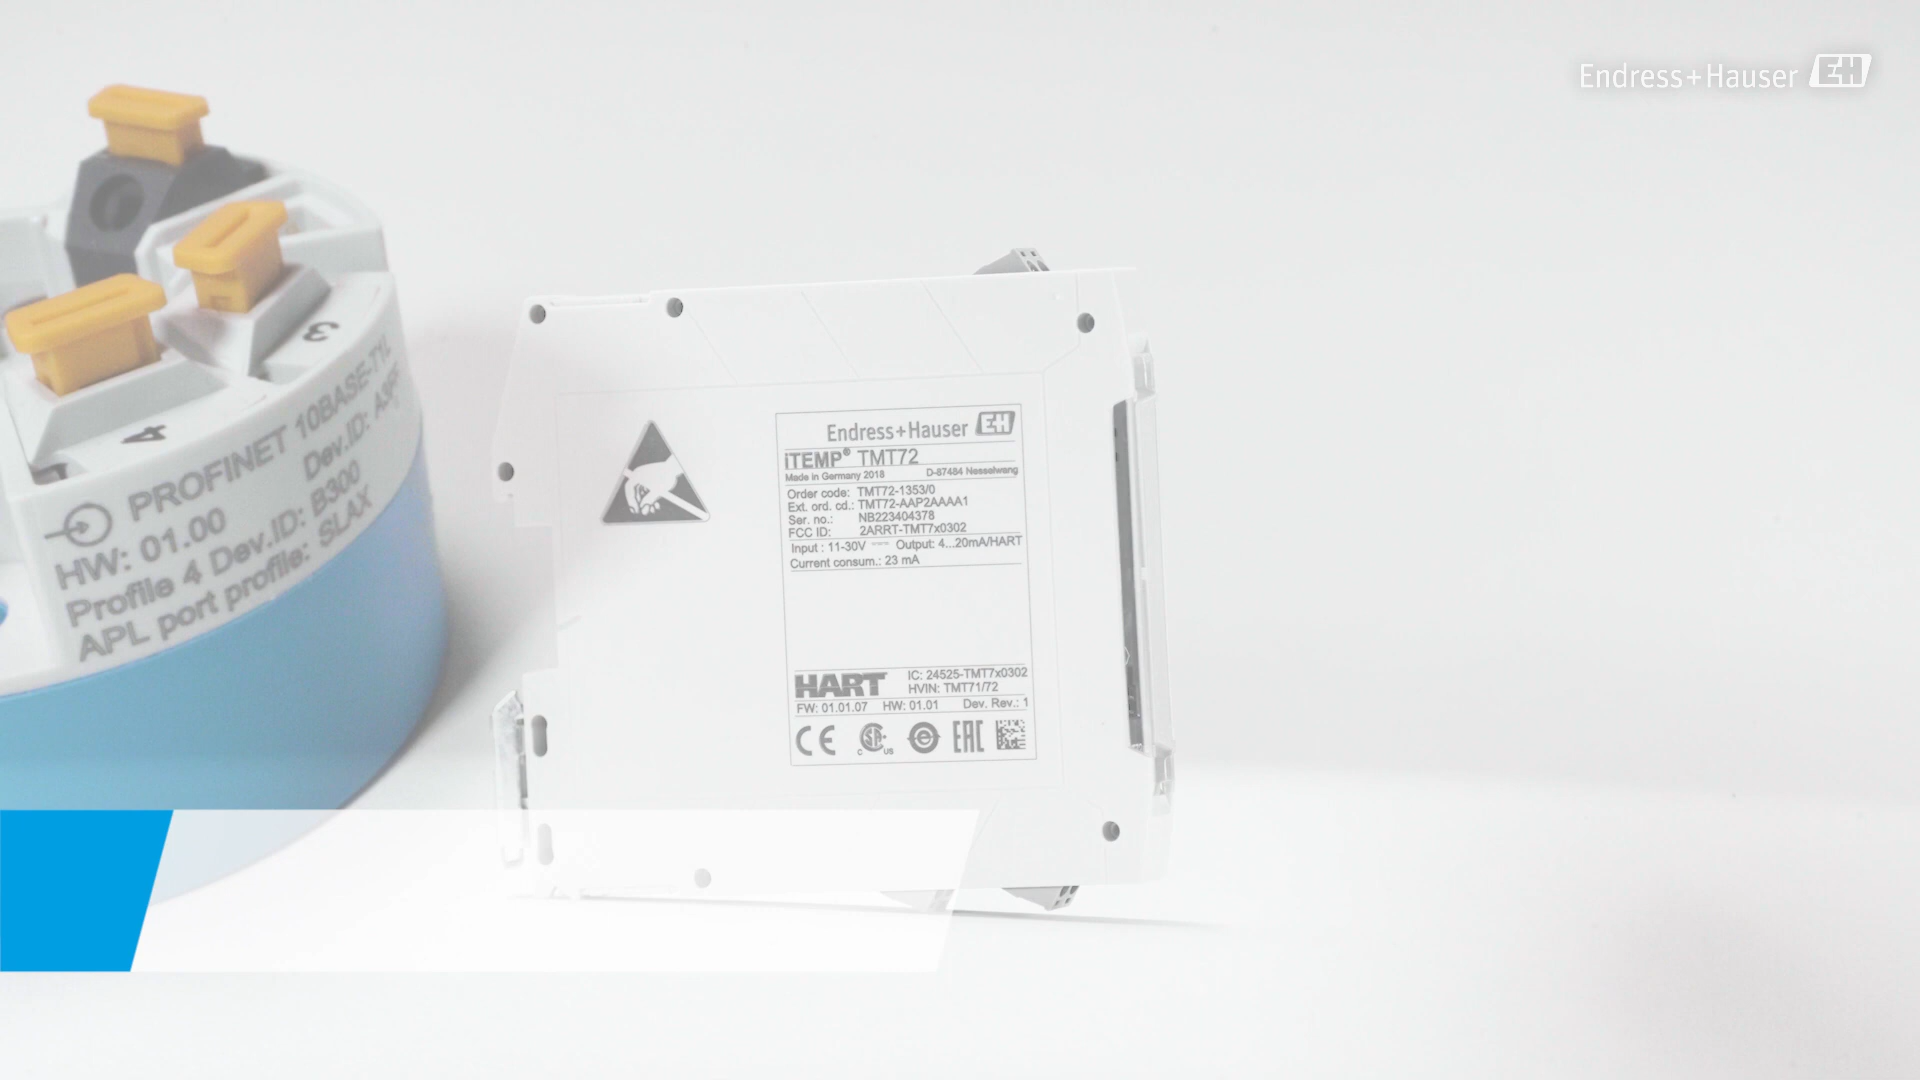 Endress+Hauser EH
3
4
PROFINET 10BASE-T1L
HW: 01.00 Dev.ID:
Profile 4 Dev.ID: B300
APL port profile: SLAX
Endress+Hauser EH
iTEMP® TMT72
Made in Germany 2018 D-87484 Nesselwang
Order code: TMT72-1353/0
Ext. ord. cd.: TMT72-AAP2AAAA1
Ser. no.: NB223404378
FCC ID: 2ARRT-TMT7x0302
Input : 11-30V Output: 4...20mA/HART
Current consum.: 23 mA
HART IC: 24525-TMT7x0302
HVIN: TMT71/72
FW: 01.01.07 HW: 01.01 Dev. Rev.: 1
CE C SA US e EAC